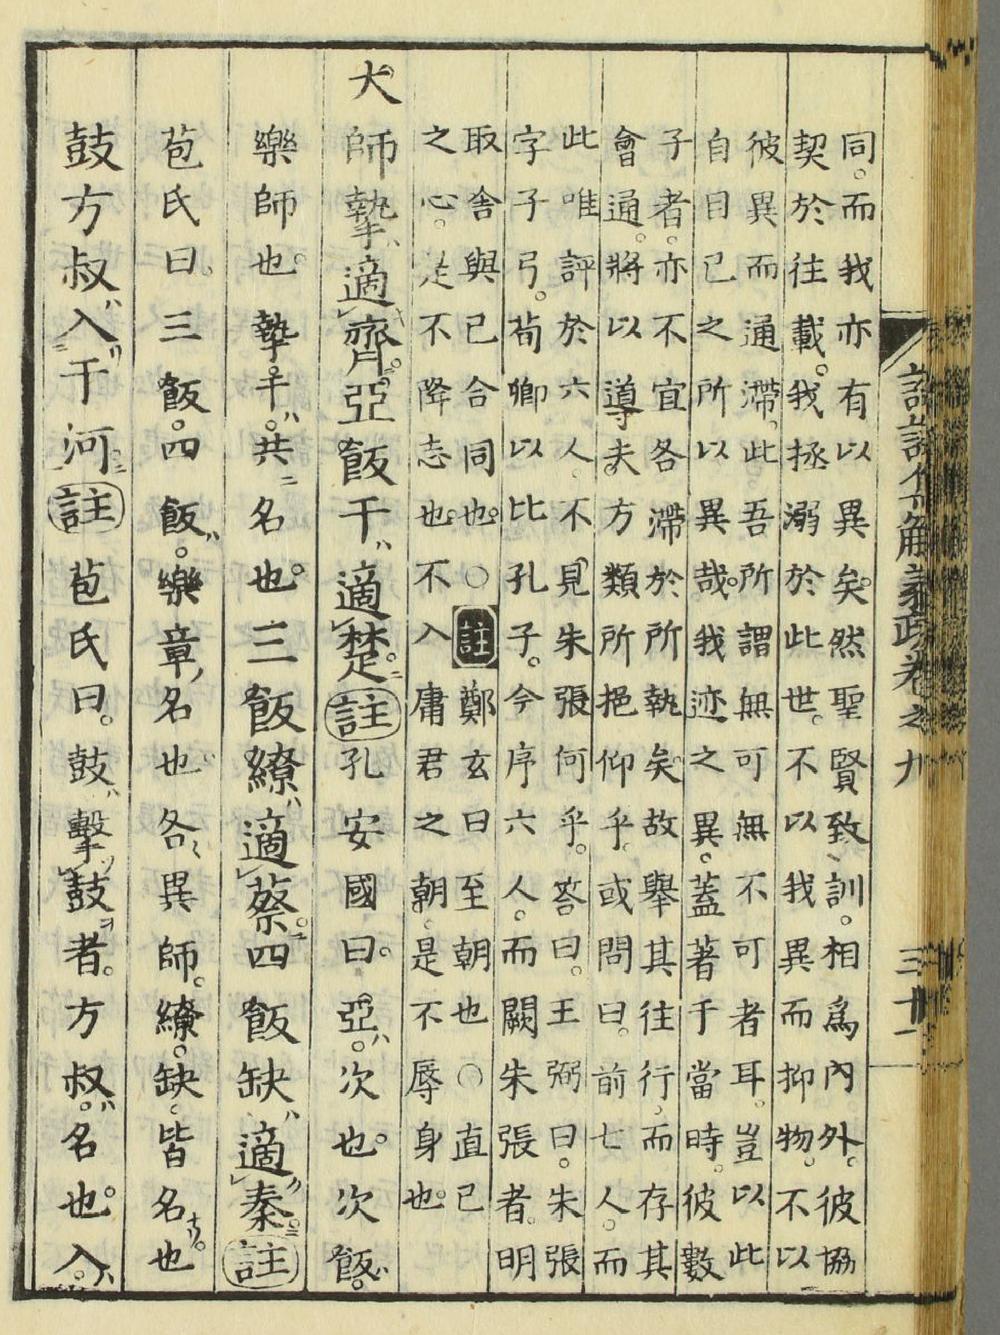 同。而我亦有以異矣。然聖賢致訓。相爲內外。彼協
契於往載。我拯溺於此世。不以我異而抑物。不以
彼異而通滯。此吾所謂無可無不可者耳。豈以此
自目己之所以異哉。我迹之異。蓋著于當時。彼數
子者。亦不宜各滯於所執矣。故舉其往行。而存其
會通。將以導夫方類所挹仰乎。或問曰。前七人。而
此唯評於六人。不見朱張何乎。荅曰。王弼曰。朱張
字子弓。荀卿以比孔子。今序六人。而闕朱張者。明
取舍與己合同也。〇註鄭玄曰至朝也〇直己
之心。是不降志也。不入庸君之朝。是不辱身也。
大師摯適齊。亞飯干適楚。註孔安國曰。亞。次也。次飯。
樂師也。摯。干。共名也。三飯繚適蔡。四飯缺適秦。註
苞氏曰。三飯。四飯。樂章名也。各異師。繚。缺。皆名也
鼓方叔入于河註苞氏曰。鼓。擊鼓者。方叔。名也。入。
卷之九
三十一